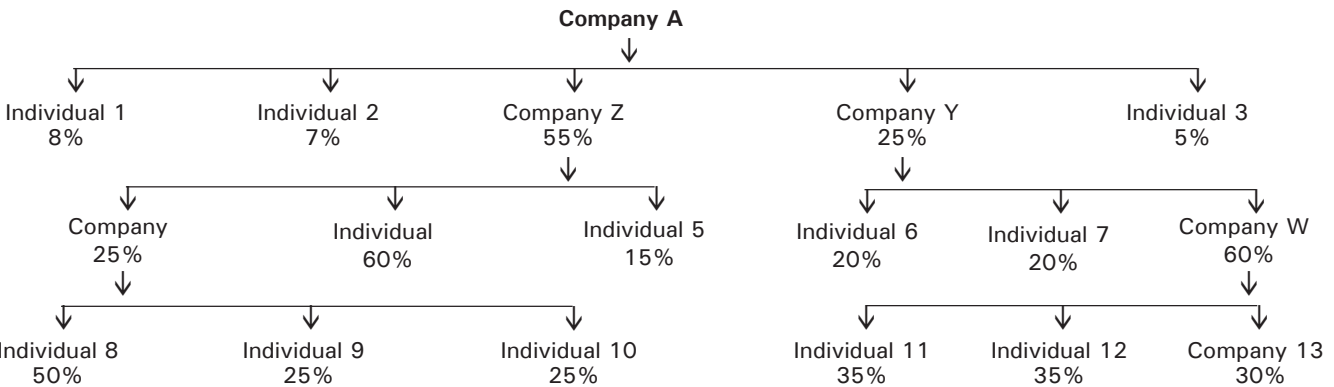 Company A
Individual 1 Individual 2 Company Z Company Y Individual 3
8% 7% 55% 25% 5%
Company Individual Individual 5 Individual 6 Individual 7 Company W
25% 60% 15% 20% 20% 60%
Individual 8 Individual 9 Individual 10 Individual 11 Individual 12 Company 13
50% 25% 25% 35% 35% 30%